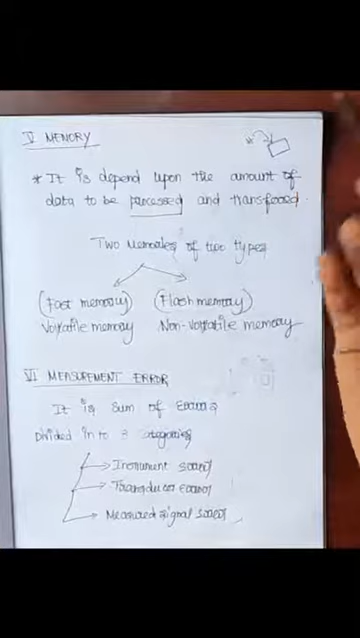 V MEMORY
* It is depend upon the amount of
data to be processed and transfored.
Two Memories of two types
(Fast memory) (Flash memory)
Volatile memory Non-volatile memory
VI MEASUREMENT ERROR
It is sum of Errors
divided in to 3 categories
→ Instrument error
→ Transducer error
→ Measured signal error